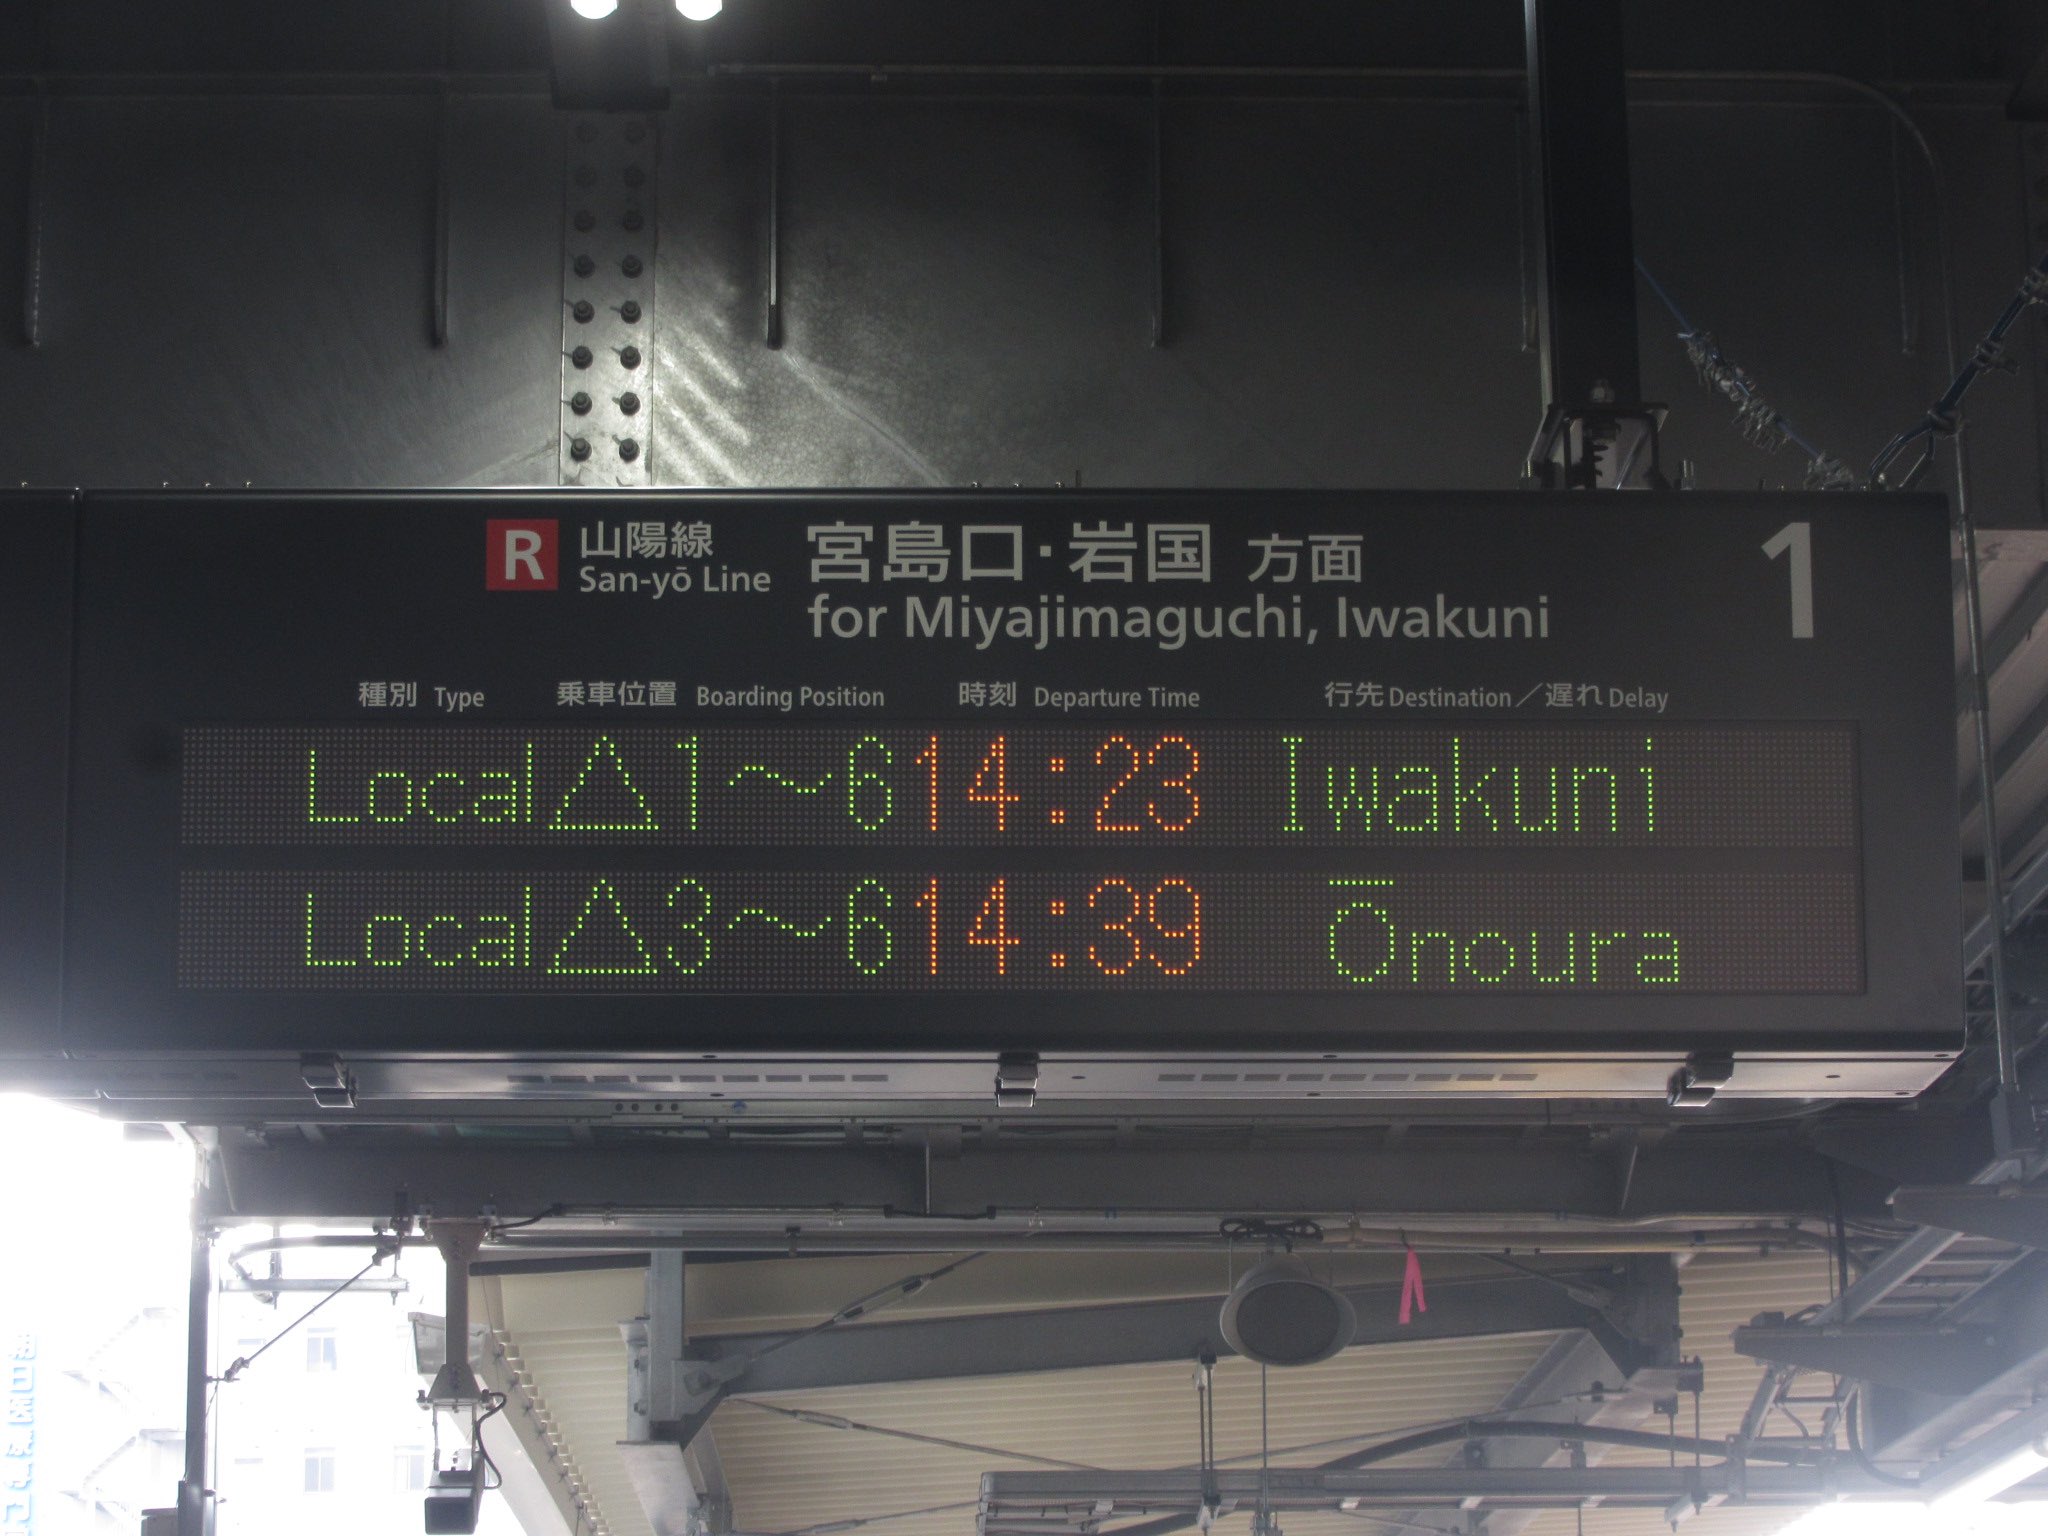 R 山陽線 宮島口・岩国 方面 1
San-yō Line for Miyajimaguchi, Iwakuni
種別 Type 乗車位置 Boarding Position 時刻 Departure Time 行先 Destination／遅れ Delay
Local △1～6 14:23 Iwakuni
Local △3～6 14:39 Ōnoura